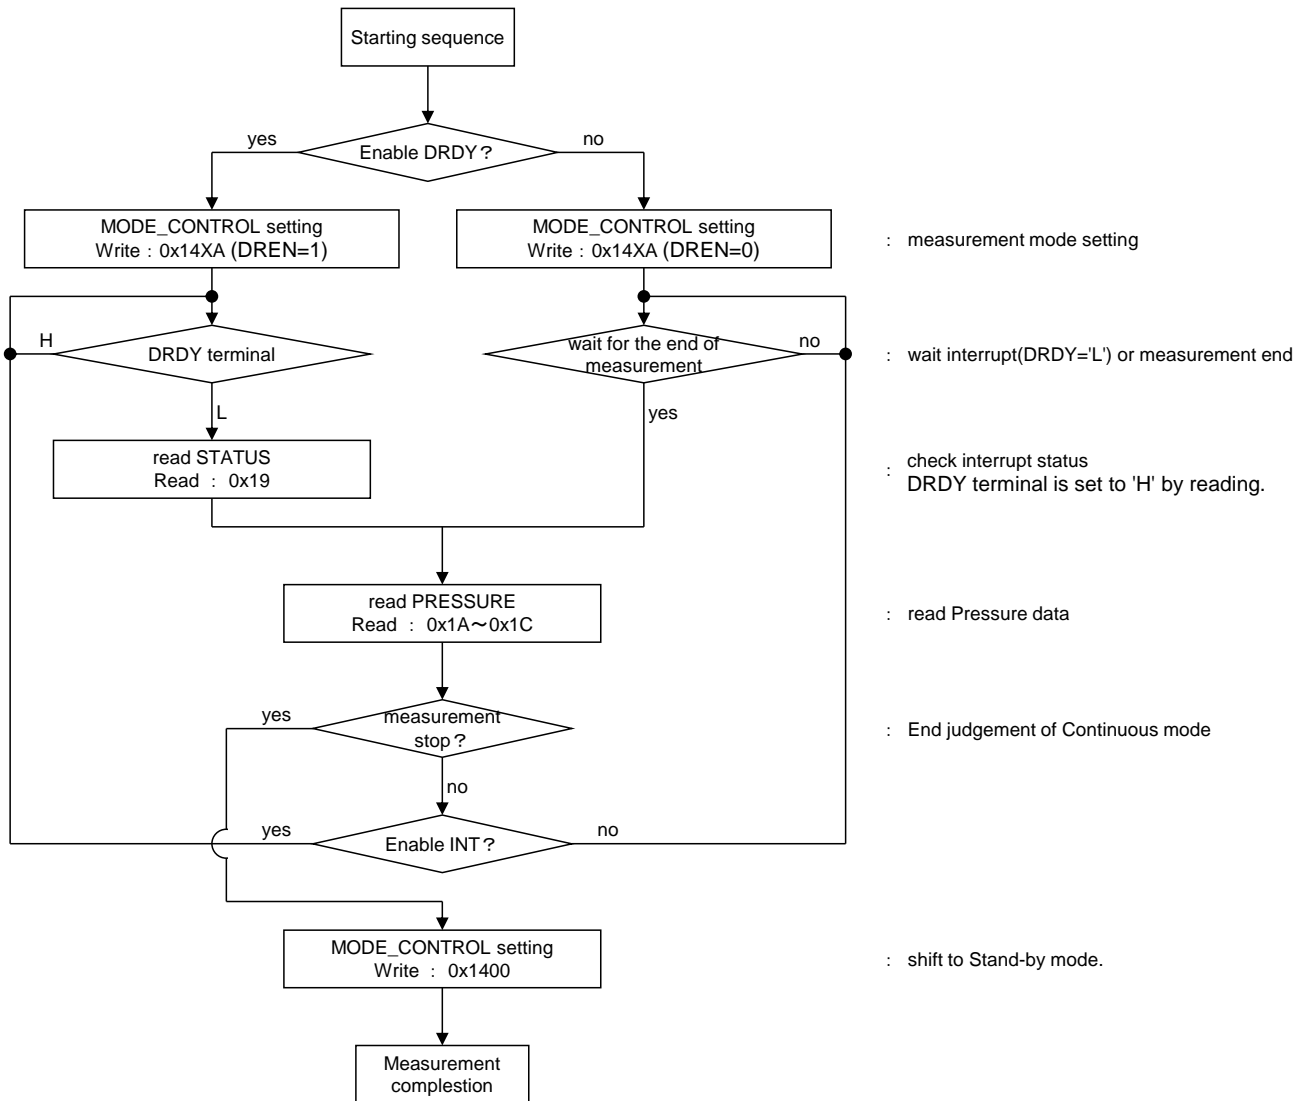 Starting sequence
Enable DRDY？
yes
no
MODE_CONTROL setting
Write：0x14XA (DREN=1)
MODE_CONTROL setting
Write：0x14XA (DREN=0)
： measurement mode setting
H
DRDY terminal
wait for the end of
measurement
no
： wait interrupt(DRDY='L') or measurement end
L
yes
read STATUS
Read ： 0x19
： check interrupt status
DRDY terminal is set to 'H' by reading.
read PRESSURE
Read ： 0x1A～0x1C
： read Pressure data
yes
measurement
stop？
： End judgement of Continuous mode
no
yes
Enable INT？
no
MODE_CONTROL setting
Write ： 0x1400
： shift to Stand-by mode.
Measurement
complestion